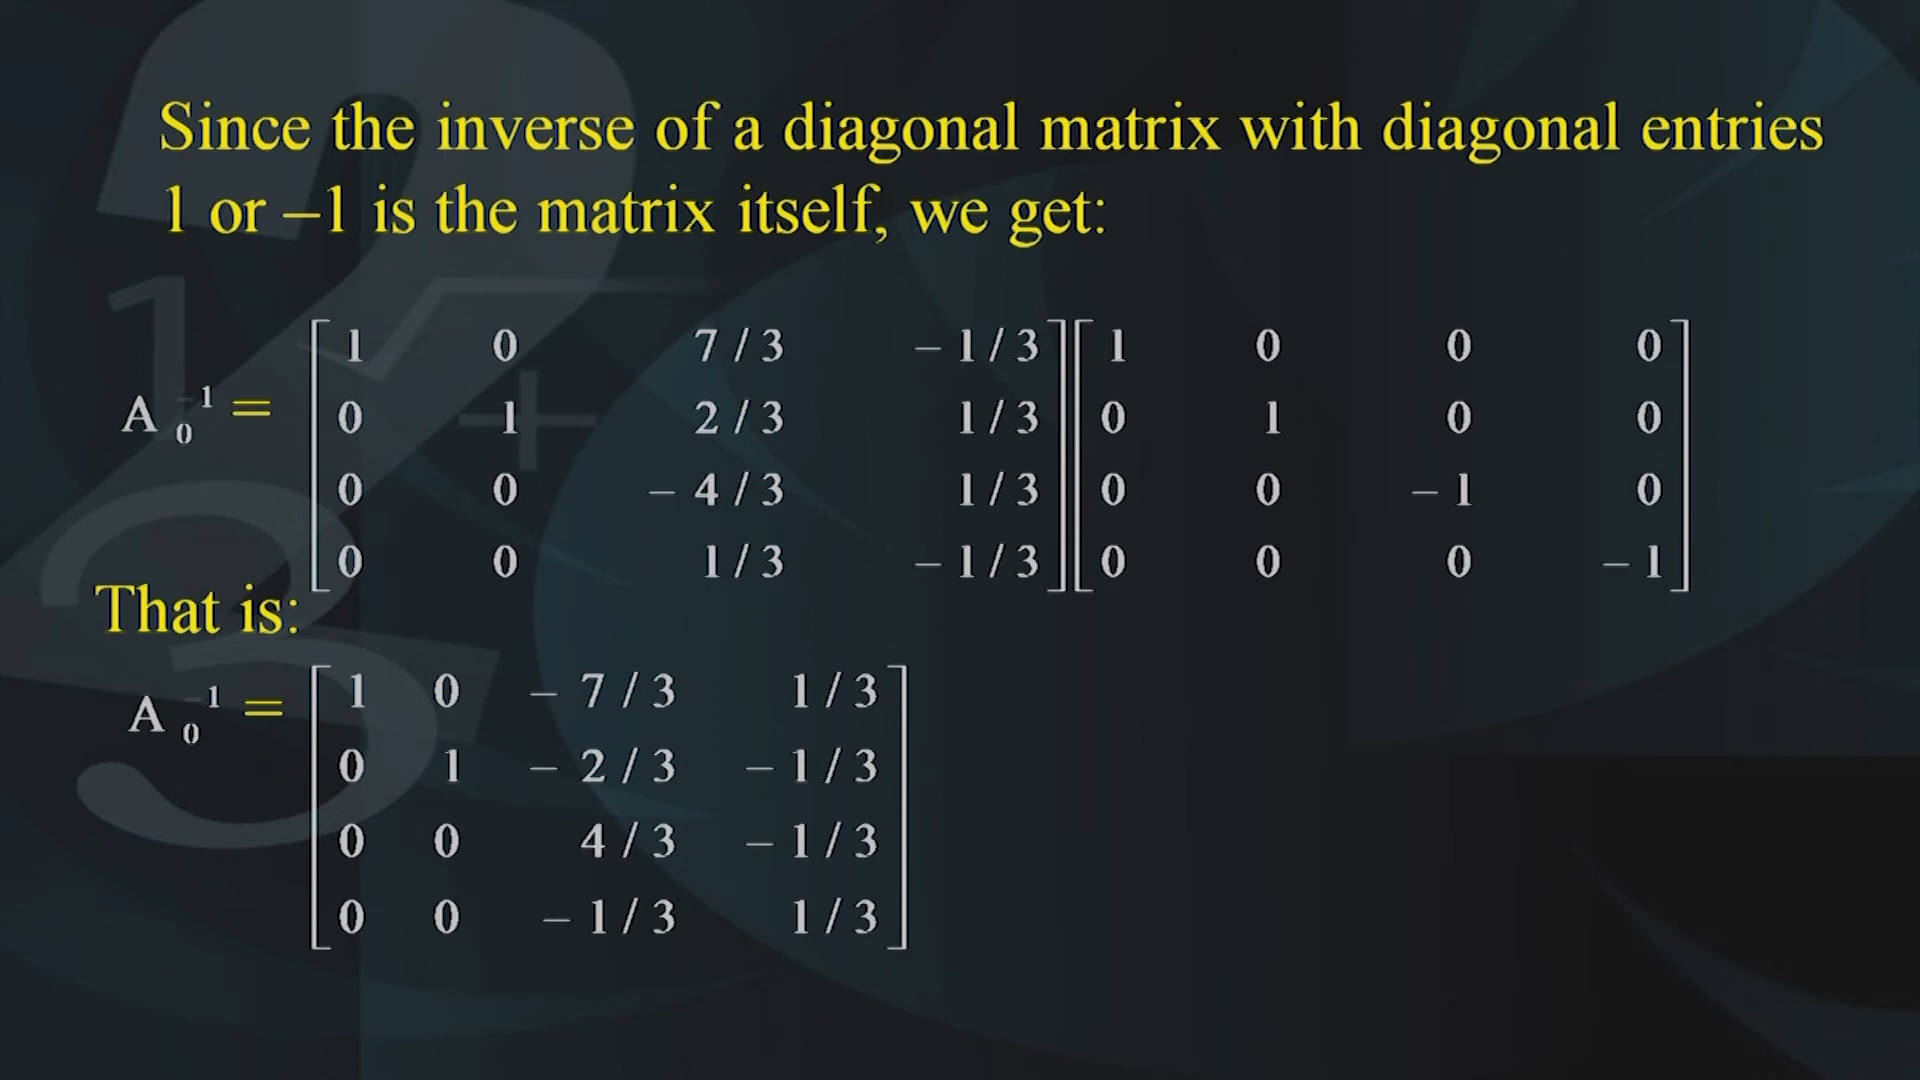 Since the inverse of a diagonal matrix with diagonal entries
1 or –1 is the matrix itself, we get:
1 0 7 / 3 – 1 / 3 1 0 0 0
A 0 –1 = 0 1 2 / 3 1 / 3 0 1 0 0
0 0 – 4 / 3 1 / 3 0 0 – 1 0
0 0 1 / 3 – 1 / 3 0 0 0 – 1
That is:
1 0 – 7 / 3 1 / 3
A 0 –1 = 0 1 – 2 / 3 – 1 / 3
0 0 4 / 3 – 1 / 3
0 0 – 1 / 3 1 / 3